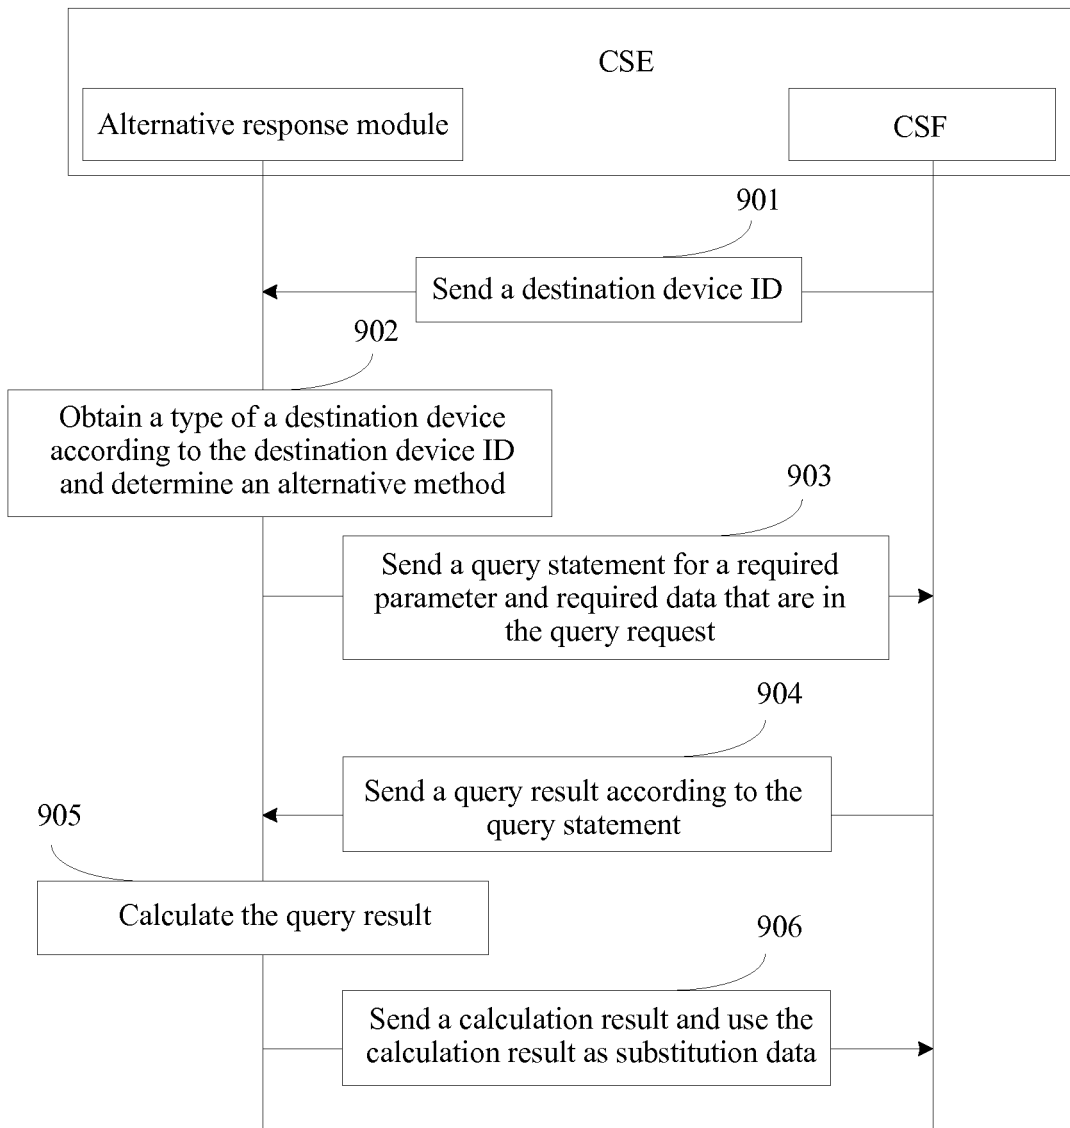 CSE
Alternative response module
CSF
901
Send a destination device ID
902
Obtain a type of a destination device
according to the destination device ID
and determine an alternative method
903
Send a query statement for a required
parameter and required data that are in
the query request
904
Send a query result according to the
query statement
905
Calculate the query result
906
Send a calculation result and use the
calculation result as substitution data